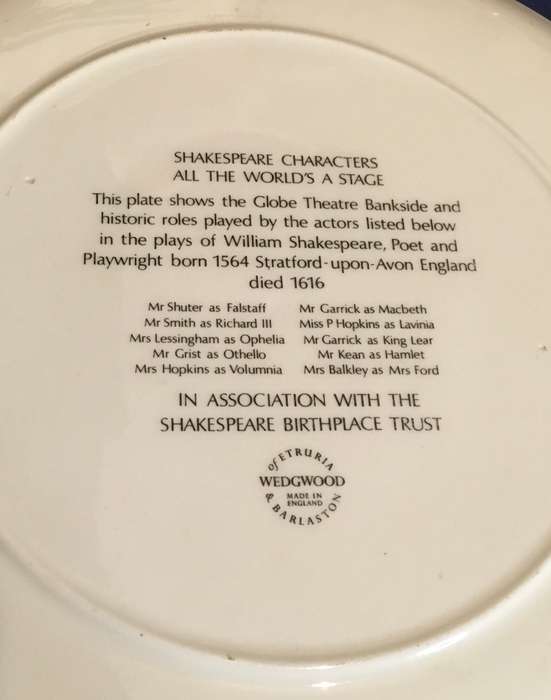 SHAKESPEARE CHARACTERS
ALL THE WORLD'S A STAGE
This plate shows the Globe Theatre Bankside and
historic roles played by the actors listed below
in the plays of William Shakespeare, Poet and
Playwright born 1564 Stratford-upon-Avon England
died 1616
Mr Shuter as Falstaff Mr Garrick as Macbeth
Mr Smith as Richard III Miss P Hopkins as Lavinia
Mrs Lessingham as Ophelia Mr Garrick as King Lear
Mr Grist as Othello Mr Kean as Hamlet
Mrs Hopkins as Volumnia Mrs Balkley as Mrs Ford
IN ASSOCIATION WITH THE
SHAKESPEARE BIRTHPLACE TRUST
of ETRURIA
WEDGWOOD
MADE IN
ENGLAND
& BARLASTON